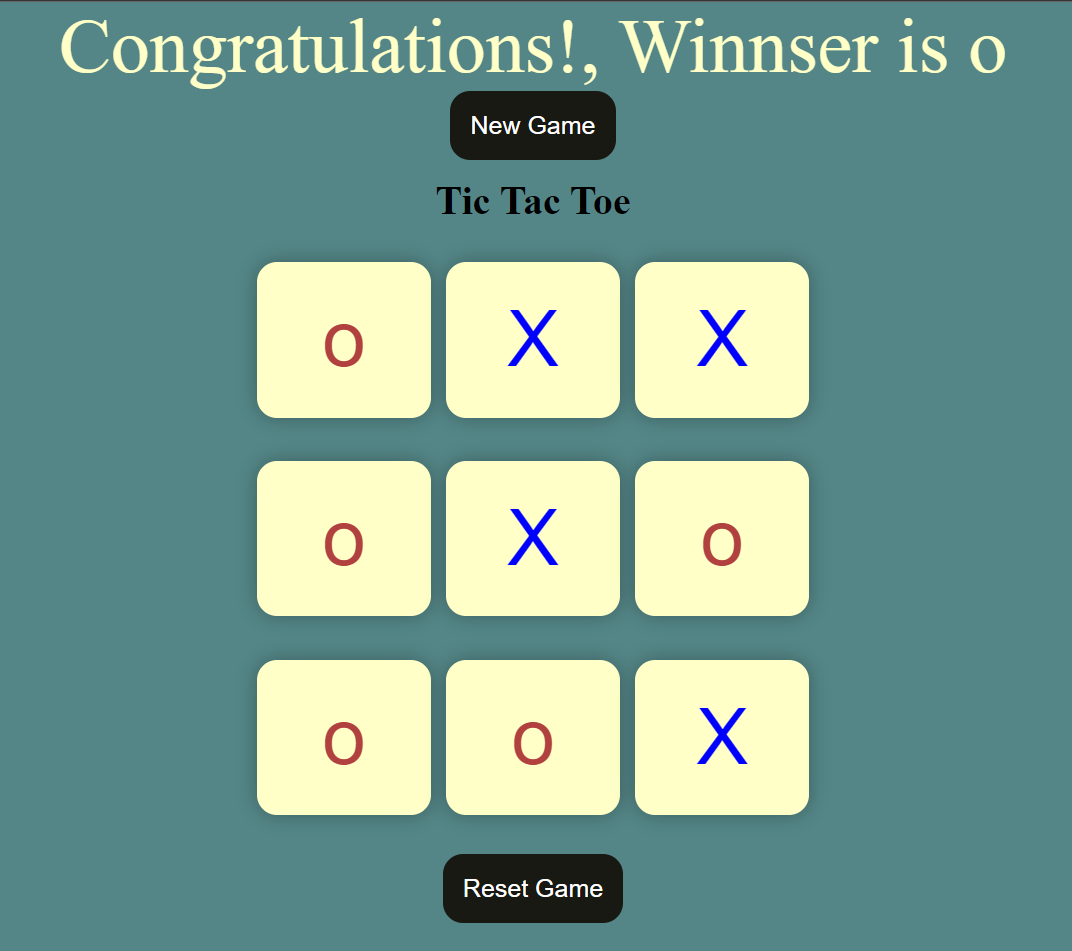 Congratulations!, Winnser is o
New Game
Tic Tac Toe
o X X
o X o
o o X
Reset Game